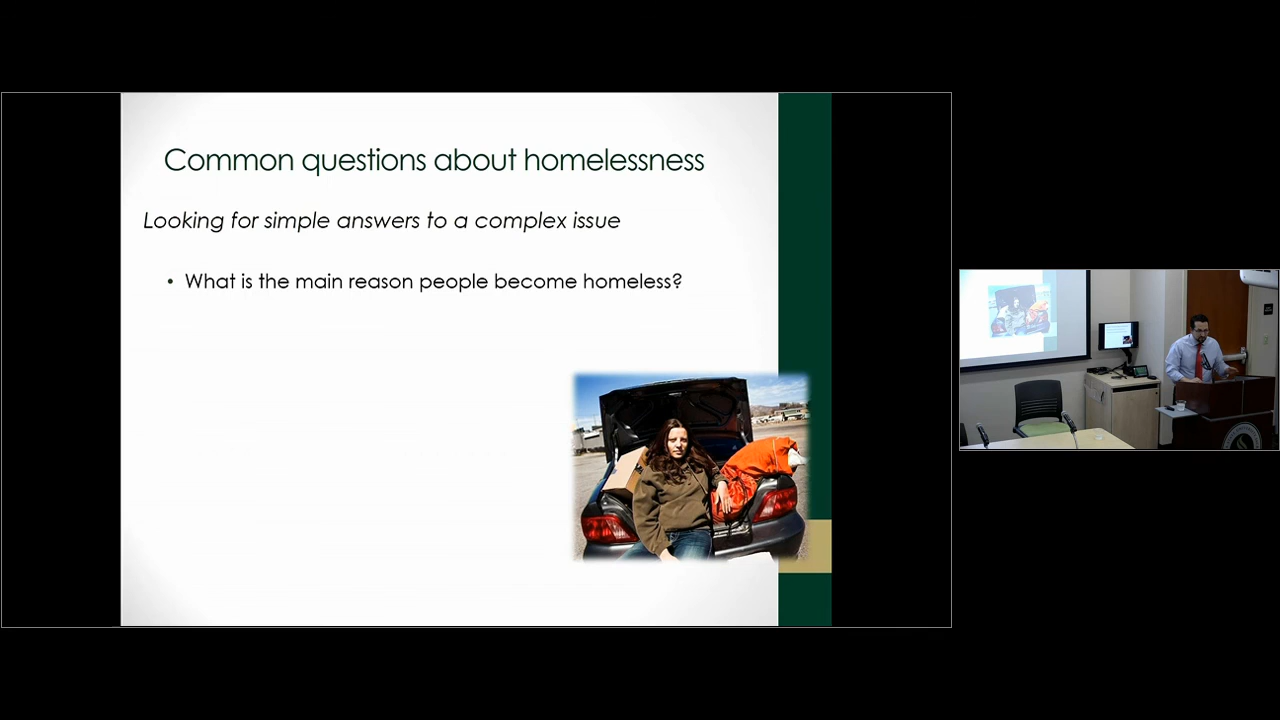 Common questions about homelessness
Looking for simple answers to a complex issue
• What is the main reason people become homeless?